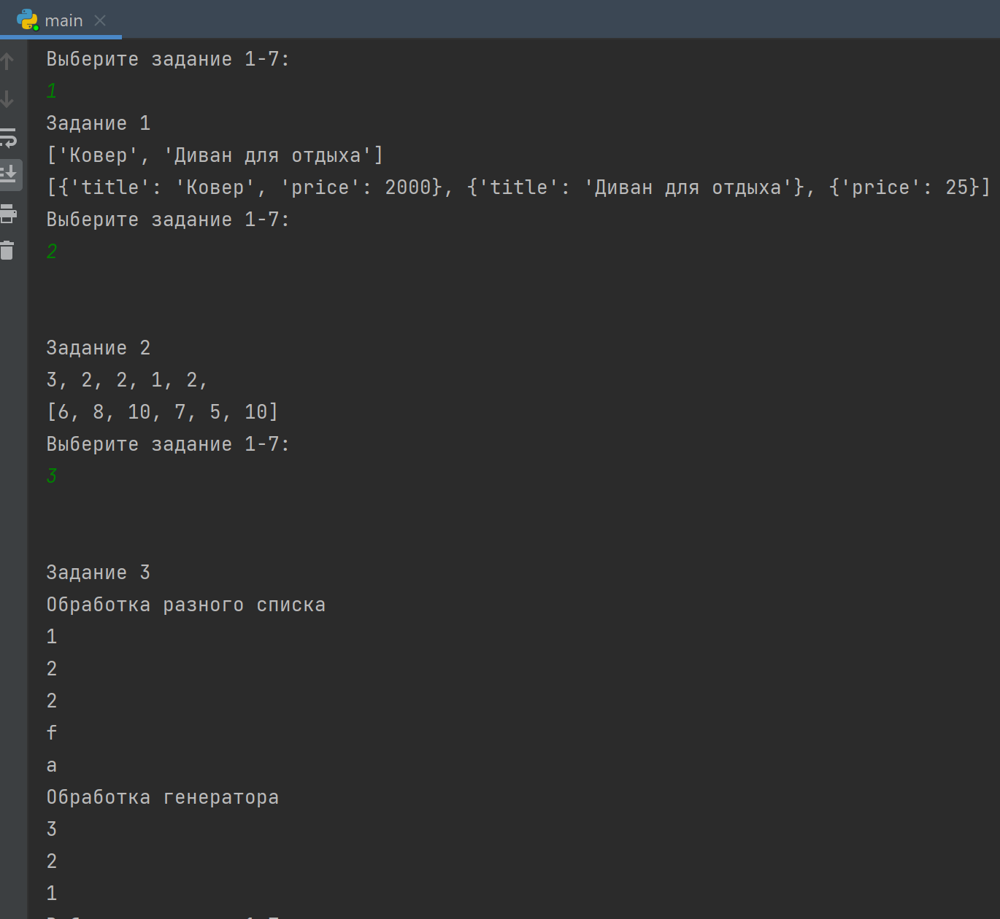 main
Выберите задание 1-7:
1
Задание 1
['Ковер', 'Диван для отдыха']
[{'title': 'Ковер', 'price': 2000}, {'title': 'Диван для отдыха'}, {'price': 25}]
Выберите задание 1-7:
2
Задание 2
3, 2, 2, 1, 2,
[6, 8, 10, 7, 5, 10]
Выберите задание 1-7:
3
Задание 3
Обработка разного списка
1
2
2
f
a
Обработка генератора
3
2
1